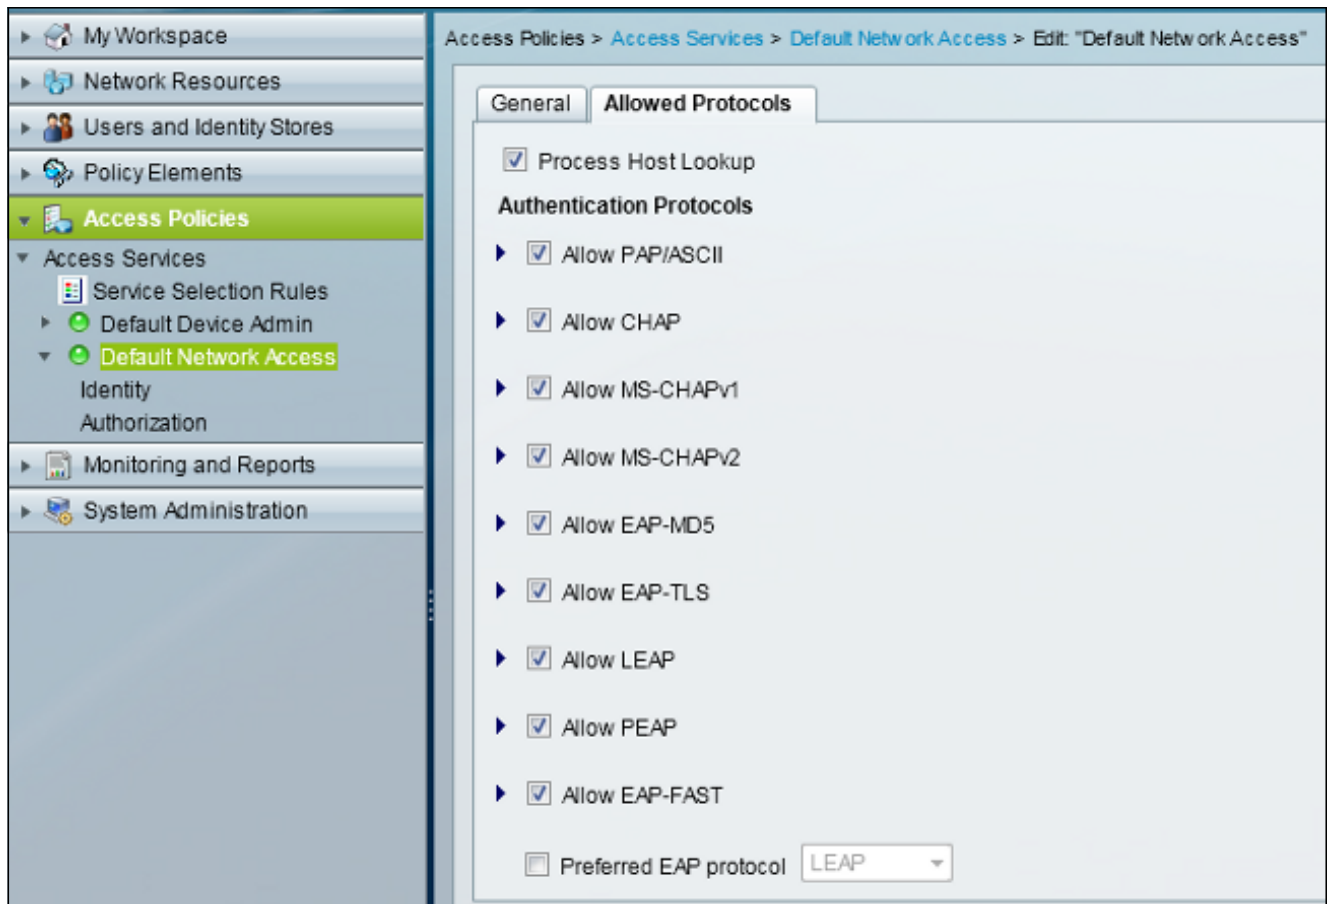 My Workspace
Network Resources
Users and Identity Stores
Policy Elements
Access Policies
Access Services
Service Selection Rules
Default Device Admin
Default Network Access
Identity
Authorization
Monitoring and Reports
System Administration
Access Policies > Access Services > Default Network Access > Edit: "Default Network Access"
General Allowed Protocols
Process Host Lookup
Authentication Protocols
Allow PAP/ASCII
Allow CHAP
Allow MS-CHAPv1
Allow MS-CHAPv2
Allow EAP-MD5
Allow EAP-TLS
Allow LEAP
Allow PEAP
Allow EAP-FAST
Preferred EAP protocol LEAP